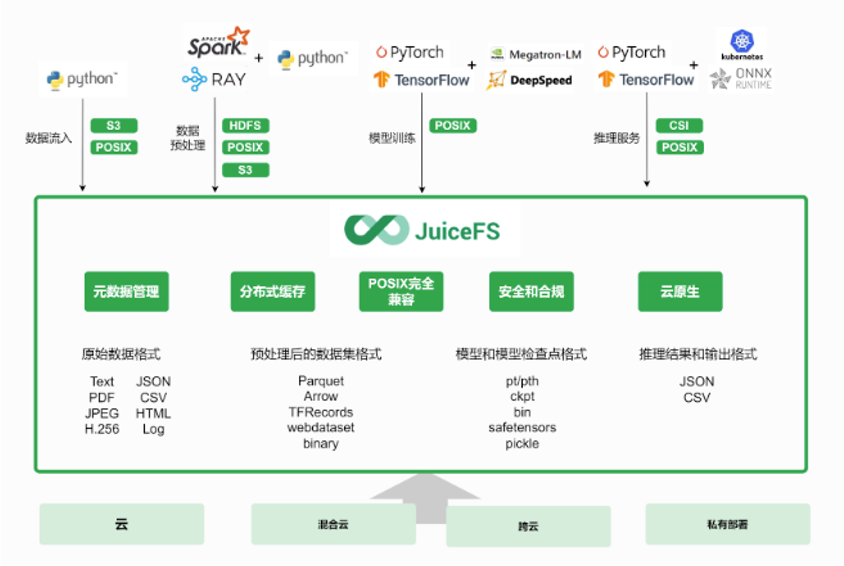 python™
APACHE
Spark™
RAY
+
python™
PyTorch
TensorFlow
+
NVIDIA
Megatron-LM
DeepSpeed
PyTorch
TensorFlow
+
kubernetes
ONNX
RUNTIME
数据流入
S3
POSIX
数据
预处理
HDFS
POSIX
S3
模型训练
POSIX
推理服务
CSI
POSIX
JuiceFS
元数据管理
分布式缓存
POSIX完全
兼容
安全和合规
云原生
原始数据格式
Text JSON
PDF CSV
JPEG HTML
H.256 Log
预处理后的数据集格式
Parquet
Arrow
TFRecords
webdataset
binary
模型和模型检查点格式
pt/pth
ckpt
bin
safetensors
pickle
推理结果和输出格式
JSON
CSV
云
混合云
跨云
私有部署